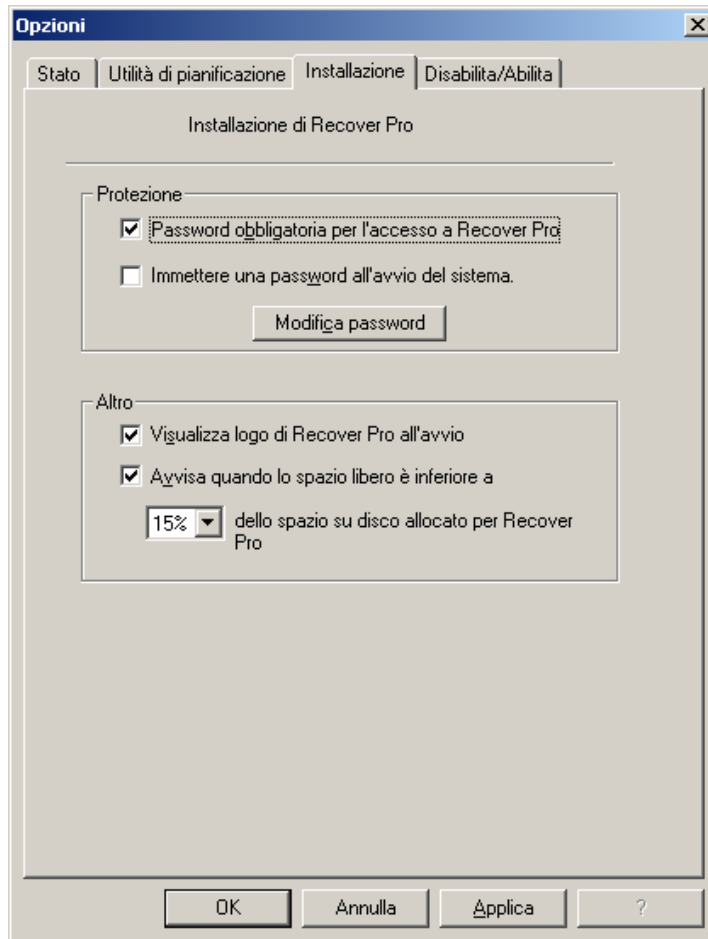 Opzioni
Stato
Utilità di pianificazione
Installazione
Disabilita/Abilita
Installazione di Recover Pro
Protezione
Password obbligatoria per l'accesso a Recover Pro
Immettere una password all'avvio del sistema.
Modifica password
Altro
Visualizza logo di Recover Pro all'avvio
Avvisa quando lo spazio libero è inferiore a
15%
dello spazio su disco allocato per Recover
Pro
OK
Annulla
Applica
?